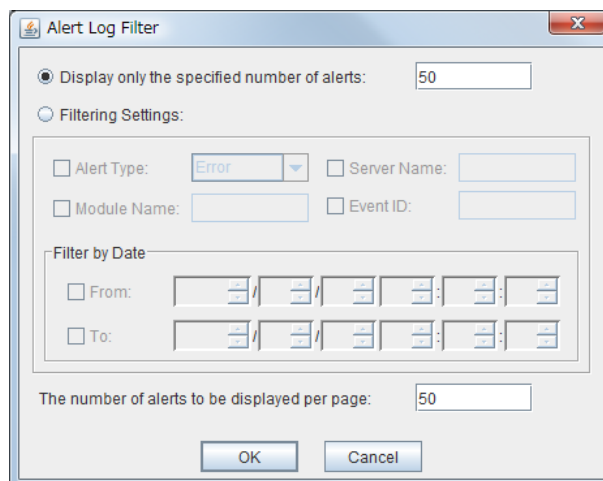 Alert Log Filter
Display only the specified number of alerts: 50
Filtering Settings:
Alert Type: Error Server Name:
Module Name: Event ID:
Filter by Date
From: / / : :
To: / / : :
The number of alerts to be displayed per page: 50
OK Cancel